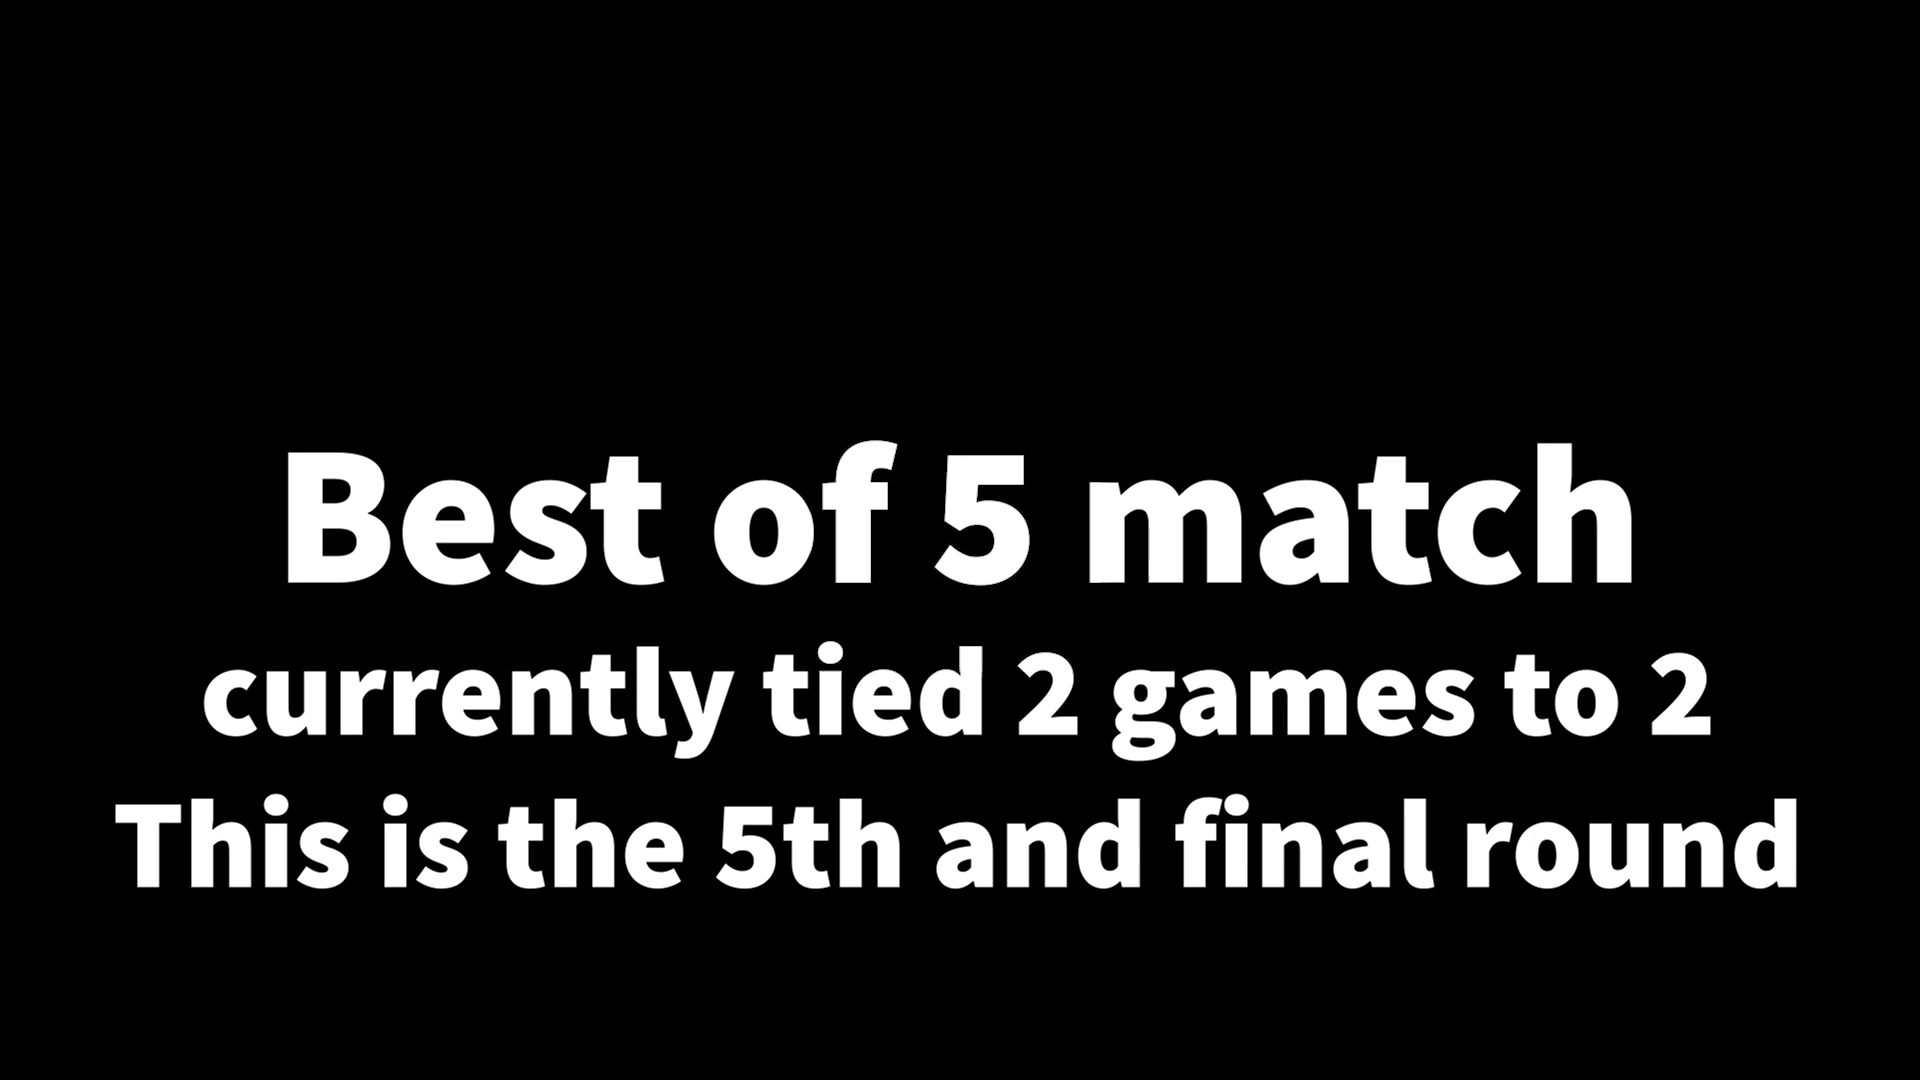 Best of 5 match
currently tied 2 games to 2
This is the 5th and final round